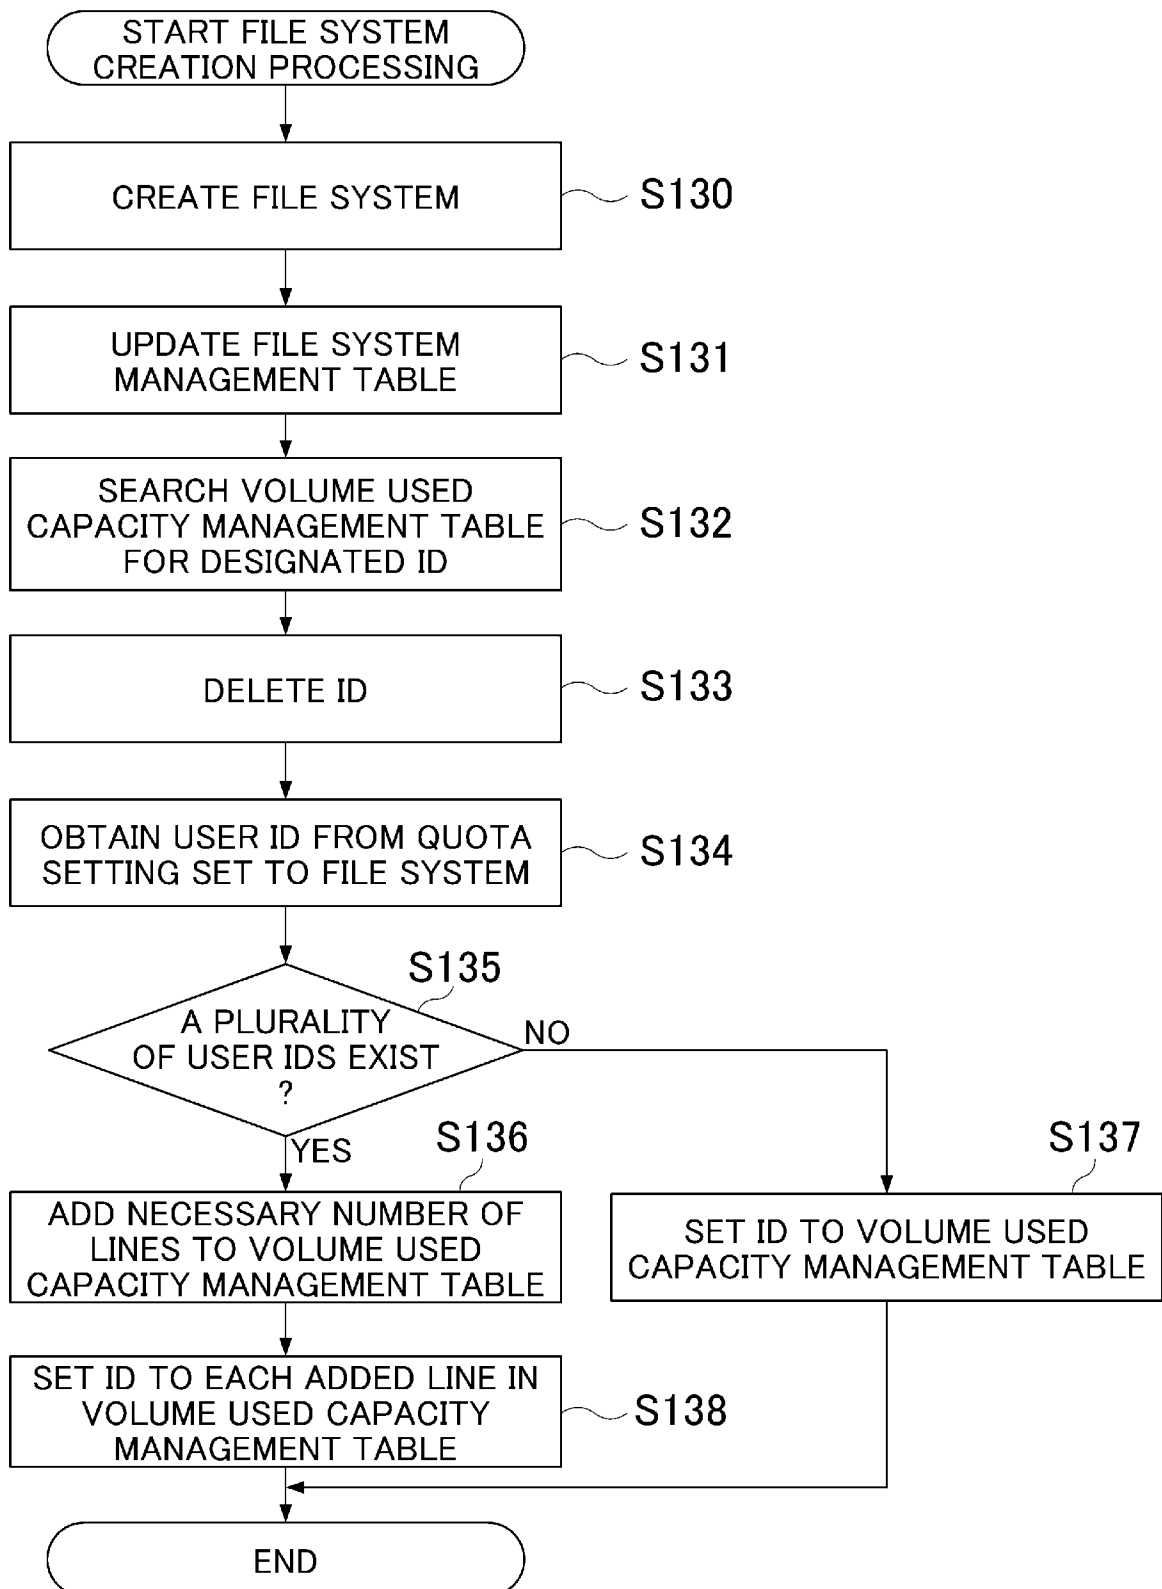 START FILE SYSTEM
CREATION PROCESSING
CREATE FILE SYSTEM
S130
UPDATE FILE SYSTEM
MANAGEMENT TABLE
S131
SEARCH VOLUME USED
CAPACITY MANAGEMENT TABLE
FOR DESIGNATED ID
S132
DELETE ID
S133
OBTAIN USER ID FROM QUOTA
SETTING SET TO FILE SYSTEM
S134
S135
A PLURALITY
OF USER IDS EXIST
?
NO
YES
S136
ADD NECESSARY NUMBER OF
LINES TO VOLUME USED
CAPACITY MANAGEMENT TABLE
S137
SET ID TO VOLUME USED
CAPACITY MANAGEMENT TABLE
SET ID TO EACH ADDED LINE IN
VOLUME USED CAPACITY
MANAGEMENT TABLE
S138
END